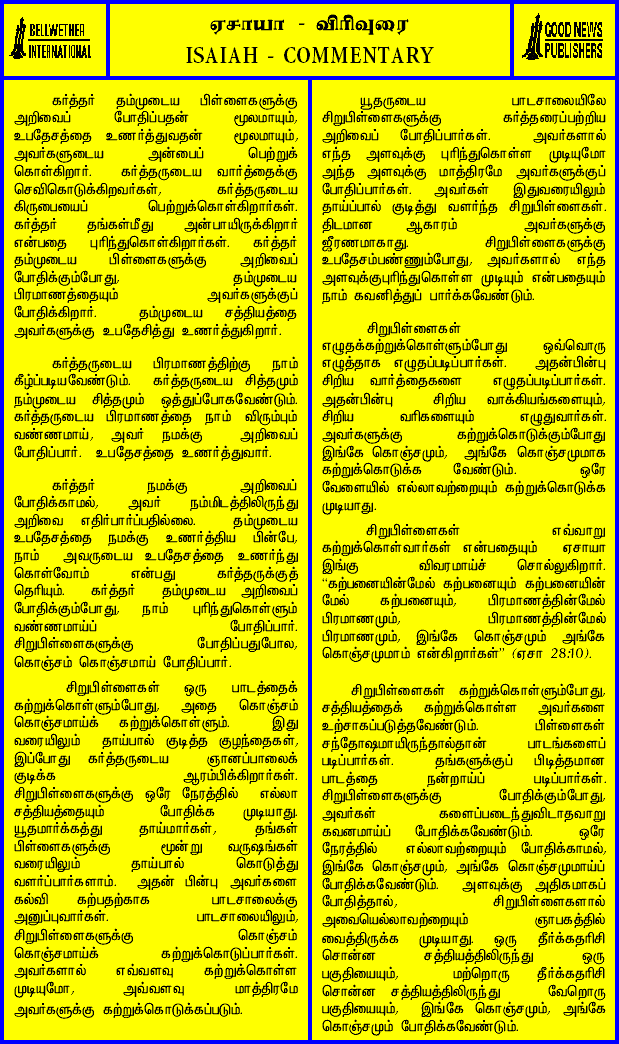 BELLWETHER
INTERNATIONAL
ஏசாயா - விரிவுரை
ISAIAH - COMMENTARY
GOOD NEWS
PUBLISHERS
கர்த்தர் தம்முடைய பிள்ளைகளுக்கு
அறிவைப் போதிப்பதன் மூலமாயும்,
உபதேசத்தை உணர்த்துவதன் மூலமாயும்,
அவர்களுடைய அன்பைப் பெற்றுக்
கொள்கிறார். கர்த்தருடைய வார்த்தைக்கு
செவிகொடுக்கிறவர்கள், கர்த்தருடைய
கிருபையைப் பெற்றுக்கொள்கிறார்கள்.
கர்த்தர் தங்கள்மீது அன்பாயிருக்கிறார்
என்பதை புரிந்துகொள்கிறார்கள். கர்த்தர்
தம்முடைய பிள்ளைகளுக்கு அறிவைப்
போதிக்கும்போது, தம்முடைய
பிரமாணத்தையும் அவர்களுக்குப்
போதிக்கிறார். தம்முடைய சத்தியத்தை
அவர்களுக்கு உபதேசித்து உணர்த்துகிறார்.
கர்த்தருடைய பிரமாணத்திற்கு நாம்
கீழ்ப்படியவேண்டும். கர்த்தருடைய சித்தமும்
நம்முடைய சித்தமும் ஒத்துப்போகவேண்டும்.
கர்த்தருடைய பிரமாணத்தை நாம் விரும்பும்
வண்ணமாய், அவர் நமக்கு அறிவைப்
போதிப்பார். உபதேசத்தை உணர்த்துவார்.
கர்த்தர் நமக்கு அறிவைப்
போதிக்காமல், அவர் நம்மிடத்திலிருந்து
அறிவை எதிர்பார்ப்பதில்லை. தம்முடைய
உபதேசத்தை நமக்கு உணர்த்திய பின்பே,
நாம் அவருடைய உபதேசத்தை உணர்ந்து
கொள்வோம் என்பது கர்த்தருக்குத்
தெரியும். கர்த்தர் தம்முடைய அறிவைப்
போதிக்கும்போது, நாம் புரிந்துகொள்ளும்
வண்ணமாய்ப் போதிப்பார்.
சிறுபிள்ளைகளுக்கு போதிப்பதுபோல,
கொஞ்சம் கொஞ்சமாய் போதிப்பார்.
சிறுபிள்ளைகள் ஒரு பாடத்தைக்
கற்றுக்கொள்ளும்போது, அதை கொஞ்சம்
கொஞ்சமாய்க் கற்றுக்கொள்ளும். இது
வரையிலும் தாய்பால் குடித்த குழந்தைகள்,
இப்போது கர்த்தருடைய ஞானப்பாலைக்
குடிக்க ஆரம்பிக்கிறார்கள்.
சிறுபிள்ளைகளுக்கு ஒரே நேரத்தில் எல்லா
சத்தியத்தையும் போதிக்க முடியாது.
யூதமார்க்கத்து தாய்மார்கள், தங்கள்
பிள்ளைகளுக்கு மூன்று வருஷங்கள்
வரையிலும் தாய்பால் கொடுத்து
வளர்ப்பார்களாம். அதன் பின்பு அவர்களை
கல்வி கற்பதற்காக பாடசாலைக்கு
அனுப்புவார்கள். பாடசாலையிலும்,
சிறுபிள்ளைகளுக்கு கொஞ்சம்
கொஞ்சமாய்க் கற்றுக்கொடுப்பார்கள்.
அவர்களால் எவ்வளவு கற்றுக்கொள்ள
முடியுமோ, அவ்வளவு மாத்திரமே
அவர்களுக்கு கற்றுக்கொடுக்கப்படும்.
யூதருடைய பாடசாலையிலே
சிறுபிள்ளைகளுக்கு கர்த்தரைப்பற்றிய
அறிவைப் போதிப்பார்கள். அவர்களால்
எந்த அளவுக்கு புரிந்துகொள்ள முடியுமோ
அந்த அளவுக்கு மாத்திரமே அவர்களுக்குப்
போதிப்பார்கள். அவர்கள் இதுவரையிலும்
தாய்ப்பால் குடித்து வளர்ந்த சிறுபிள்ளைகள்.
திடமான ஆகாரம் அவர்களுக்கு
ஜீரணமாகாது. சிறுபிள்ளைகளுக்கு
உபதேசம்பண்ணும்போது, அவர்களால் எந்த
அளவுக்குபுரிந்துகொள்ள முடியும் என்பதையும்
நாம் கவனித்துப் பார்க்கவேண்டும்.
சிறுபிள்ளைகள்
எழுதக்கற்றுக்கொள்ளும்போது ஒவ்வொரு
எழுத்தாக எழுதப்படிப்பார்கள். அதன்பின்பு
சிறிய வார்த்தைகளை எழுதப்படிப்பார்கள்.
அதன்பின்பு சிறிய வாக்கியங்களையும்,
சிறிய வரிகளையும் எழுதுவார்கள்.
அவர்களுக்கு கற்றுக்கொடுக்கும்போது
இங்கே கொஞ்சமும், அங்கே கொஞ்சமுமாக
கற்றுக்கொடுக்க வேண்டும். ஒரே
வேளையில் எல்லாவற்றையும் கற்றுக்கொடுக்க
முடியாது.
சிறுபிள்ளைகள் எவ்வாறு
கற்றுக்கொள்வார்கள் என்பதையும் ஏசாயா
இங்கு விவரமாய்ச் சொல்லுகிறார்.
“கற்பனையின்மேல் கற்பனையும் கற்பனையின்
மேல் கற்பனையும், பிரமாணத்தின்மேல்
பிரமாணமும், பிரமாணத்தின்மேல்
பிரமாணமும், இங்கே கொஞ்சமும் அங்கே
கொஞ்சமுமாம் என்கிறார்கள்” (ஏசா 28:10).
சிறுபிள்ளைகள் கற்றுக்கொள்ளும்போது,
சத்தியத்தைக் கற்றுக்கொள்ள அவர்களை
உற்சாகப்படுத்தவேண்டும். பிள்ளைகள்
சந்தோஷமாயிருந்தால்தான் பாடங்களைப்
படிப்பார்கள். தங்களுக்குப் பிடித்தமான
பாடத்தை நன்றாய்ப் படிப்பார்கள்.
சிறுபிள்ளைகளுக்கு போதிக்கும்போது,
அவர்கள் களைப்படைந்துவிடாதவாறு
கவனமாய்ப் போதிக்கவேண்டும். ஒரே
நேரத்தில் எல்லாவற்றையும் போதிக்காமல்,
இங்கே கொஞ்சமும், அங்கே கொஞ்சமுமாய்ப்
போதிக்கவேண்டும். அளவுக்கு அதிகமாகப்
போதித்தால், சிறுபிள்ளைகளால்
அவையெல்லாவற்றையும் ஞாபகத்தில்
வைத்திருக்க முடியாது. ஒரு தீர்க்கதரிசி
சொன்ன சத்தியத்திலிருந்து ஒரு
பகுதியையும், மற்றொரு தீர்க்கதரிசி
சொன்ன சத்தியத்திலிருந்து வேறொரு
பகுதியையும், இங்கே கொஞ்சமும், அங்கே
கொஞ்சமும் போதிக்கவேண்டும்.